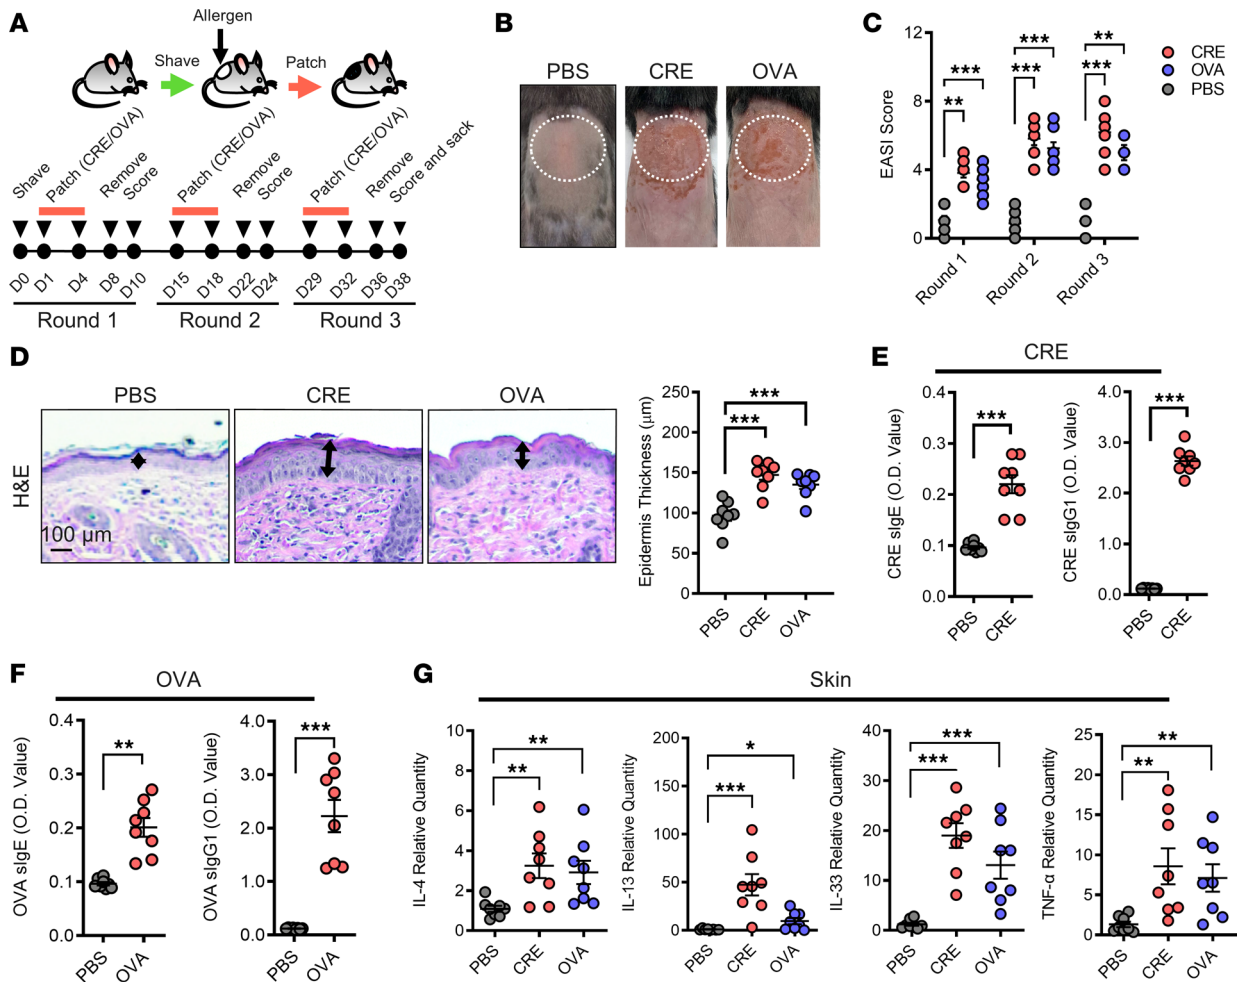 A
Allergen
Shave
Patch
Shave
Patch (CRE/OVA)
Remove
Score
Patch (CRE/OVA)
Remove
Score
Patch (CRE/OVA)
Remove
Score and sack
D0 D1 D4 D8 D10 D15 D18 D22 D24 D29 D32 D36 D38
Round 1 Round 2 Round 3
B
PBS CRE OVA
C
EASI Score
12
8
4
0
** *** *** *** *** **
Round 1 Round 2 Round 3
CRE
OVA
PBS
D
PBS CRE OVA
H&E
100 µm
Epidermis Thickness (µm)
250
200
150
100
50
0
***
***
PBS CRE OVA
E
CRE
CRE sIgE (O.D. Value)
0.4
0.3
0.2
0.1
0.0
***
PBS CRE
CRE sIgG1 (O.D. Value)
4.0
3.0
2.0
1.0
0.0
***
PBS CRE
F
OVA
OVA sIgE (O.D. Value)
0.4
0.3
0.2
0.1
0.0
**
PBS OVA
OVA sIgG1 (O.D. Value)
4.0
3.0
2.0
1.0
0.0
***
PBS OVA
G
Skin
IL-4 Relative Quantity
10
8
6
4
2
0
**
**
PBS CRE OVA
IL-13 Relative Quantity
200
150
100
50
0
*
***
PBS CRE OVA
IL-33 Relative Quantity
40
30
20
10
0
***
***
PBS CRE OVA
TNF-α Relative Quantity
25
20
15
10
5
0
**
**
PBS CRE OVA